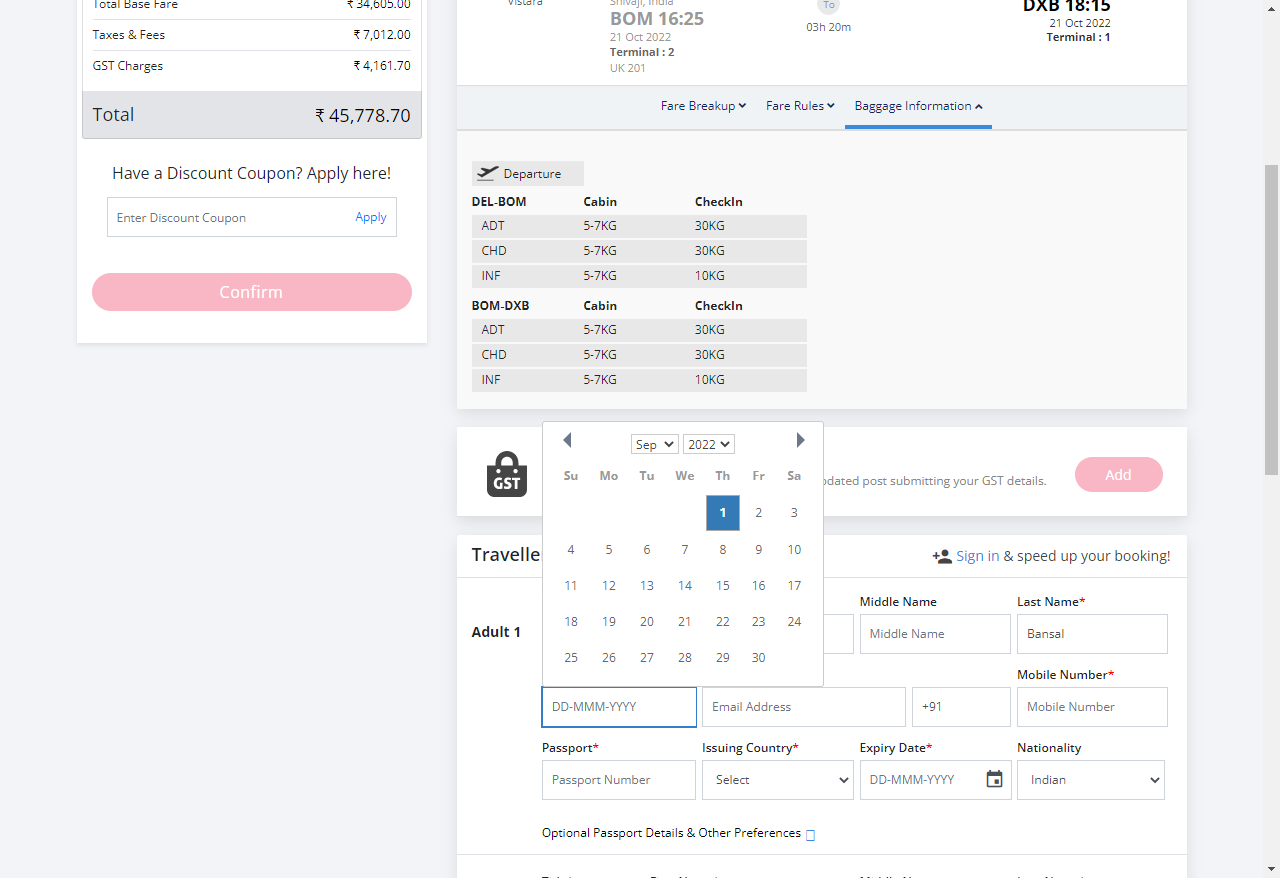 Total Base Fare ₹ 34,605.00
Taxes & Fees ₹ 7,012.00
GST Charges ₹ 4,161.70
Total ₹ 45,778.70
Have a Discount Coupon? Apply here!
Enter Discount Coupon Apply
Confirm
Vistara
Shivaji, India
BOM 16:25
21 Oct 2022
Terminal : 2
UK 201
To
03h 20m
DXB 18:15
21 Oct 2022
Terminal : 1
Fare Breakup Fare Rules Baggage Information
Departure
DEL-BOM Cabin CheckIn
ADT 5-7KG 30KG
CHD 5-7KG 30KG
INF 5-7KG 10KG
BOM-DXB Cabin CheckIn
ADT 5-7KG 30KG
CHD 5-7KG 30KG
INF 5-7KG 10KG
GST
pdated post submitting your GST details.
Add
Sep 2022
Su Mo Tu We Th Fr Sa
1 2 3
4 5 6 7 8 9 10
11 12 13 14 15 16 17
18 19 20 21 22 23 24
25 26 27 28 29 30
Travelle
Sign in & speed up your booking!
Adult 1
Middle Name Last Name*
Middle Name Bansal
Mobile Number*
DD-MMM-YYYY Email Address +91 Mobile Number
Passport* Issuing Country* Expiry Date* Nationality
Passport Number Select DD-MMM-YYYY Indian
Optional Passport Details & Other Preferences